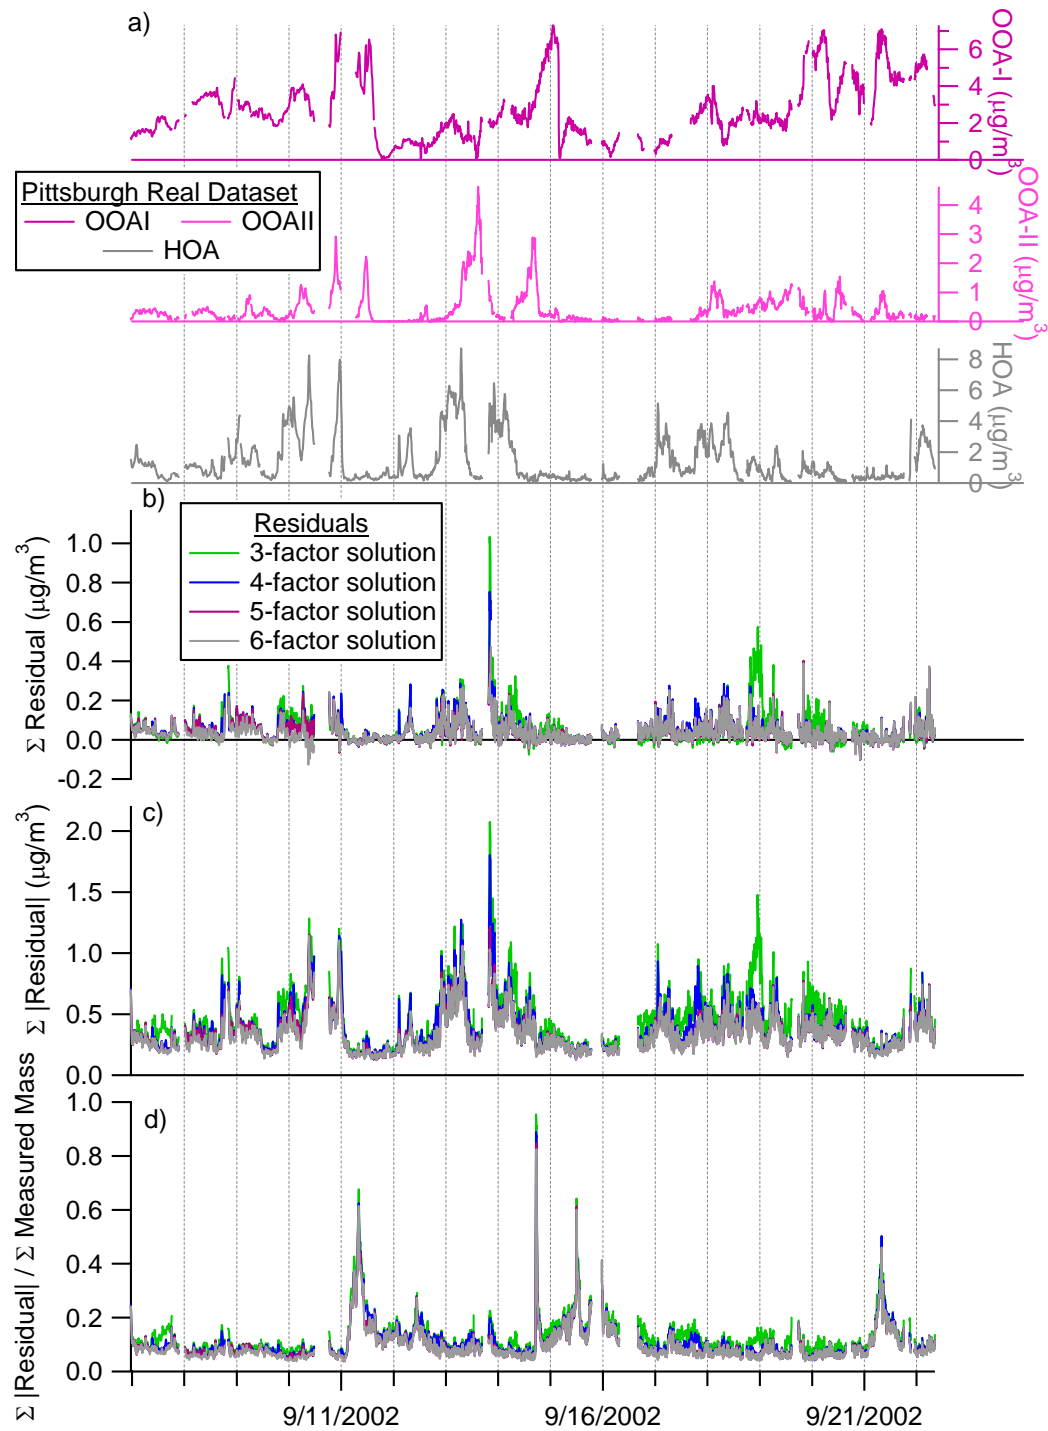 a)
OOA-I (μg/m³)
6
4
2
0
Pittsburgh Real Dataset
OOAI OOAII
HOA
OOA-II (μg/m³)
4
3
2
1
0
HOA (μg/m³)
8
6
4
2
0
b)
Σ Residual (μg/m³)
1.0
0.8
0.6
0.4
0.2
0.0
-0.2
Residuals
3-factor solution
4-factor solution
5-factor solution
6-factor solution
c)
Σ |Residual| (μg/m³)
2.0
1.5
1.0
0.5
0.0
d)
Σ |Residual| / Σ Measured Mass
1.0
0.8
0.6
0.4
0.2
0.0
9/11/2002 9/16/2002 9/21/2002